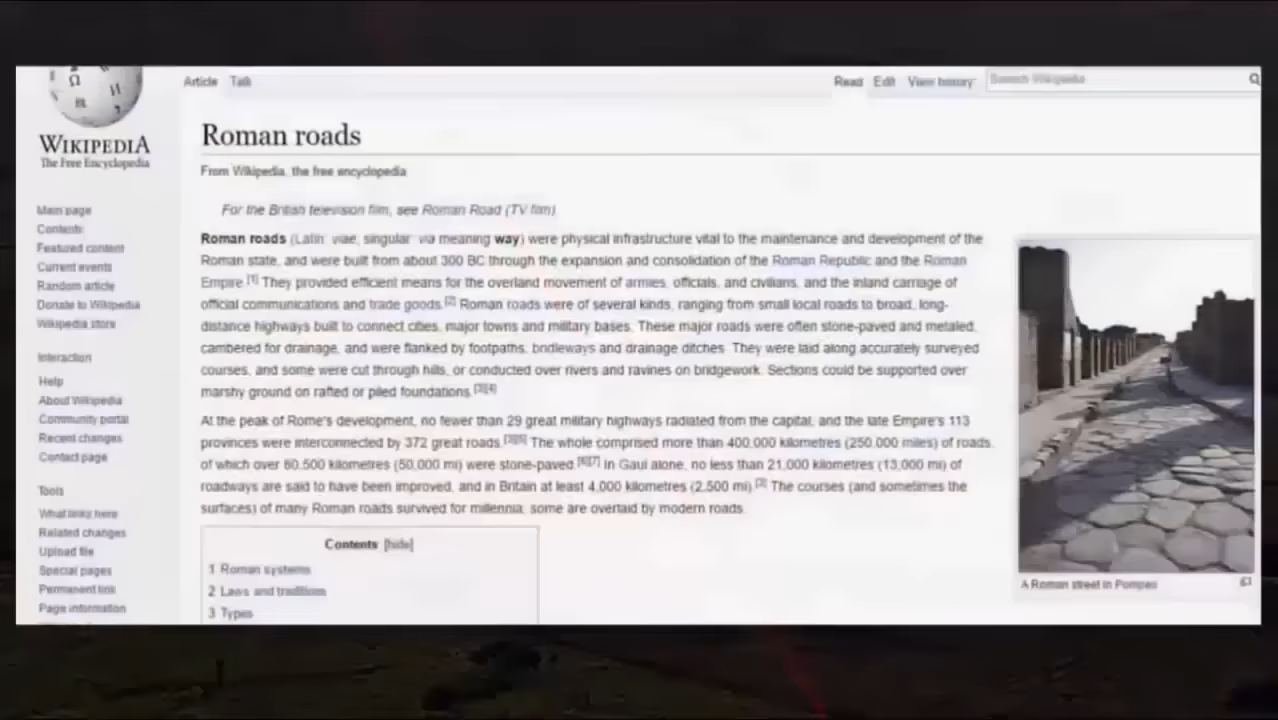 Article Talk Read Edit View history Search Wikipedia
WIKIPEDIA
The Free Encyclopedia
Main page
Contents
Featured content
Current events
Random article
Donate to Wikipedia
Wikipedia store
Interaction
Help
About Wikipedia
Community portal
Recent changes
Contact page
Tools
What links here
Related changes
Upload file
Special pages
Permanent link
Page information
Roman roads
From Wikipedia, the free encyclopedia
For the British television film, see Roman Road (TV film).
Roman roads (Latin: viae; singular: via meaning way) were physical infrastructure vital to the maintenance and development of the
Roman state, and were built from about 300 BC through the expansion and consolidation of the Roman Republic and the Roman
Empire.[1] They provided efficient means for the overland movement of armies, officials, and civilians, and the inland carriage of
official communications and trade goods.[2] Roman roads were of several kinds, ranging from small local roads to broad, long-
distance highways built to connect cities, major towns and military bases. These major roads were often stone-paved and metaled,
cambered for drainage, and were flanked by footpaths, bridleways and drainage ditches. They were laid along accurately surveyed
courses, and some were cut through hills, or conducted over rivers and ravines on bridgework. Sections could be supported over
marshy ground on rafted or piled foundations.[3][4]
At the peak of Rome's development, no fewer than 29 great military highways radiated from the capital, and the late Empire's 113
provinces were interconnected by 372 great roads.[3][5] The whole comprised more than 400,000 kilometres (250,000 miles) of roads,
of which over 80,500 kilometres (50,000 mi) were stone-paved.[6][7] In Gaul alone, no less than 21,000 kilometres (13,000 mi) of
roadways are said to have been improved, and in Britain at least 4,000 kilometres (2,500 mi).[3] The courses (and sometimes the
surfaces) of many Roman roads survived for millennia; some are overlaid by modern roads.
Contents [hide]
1 Roman systems
2 Laws and traditions
3 Types
A Roman street in Pompeii